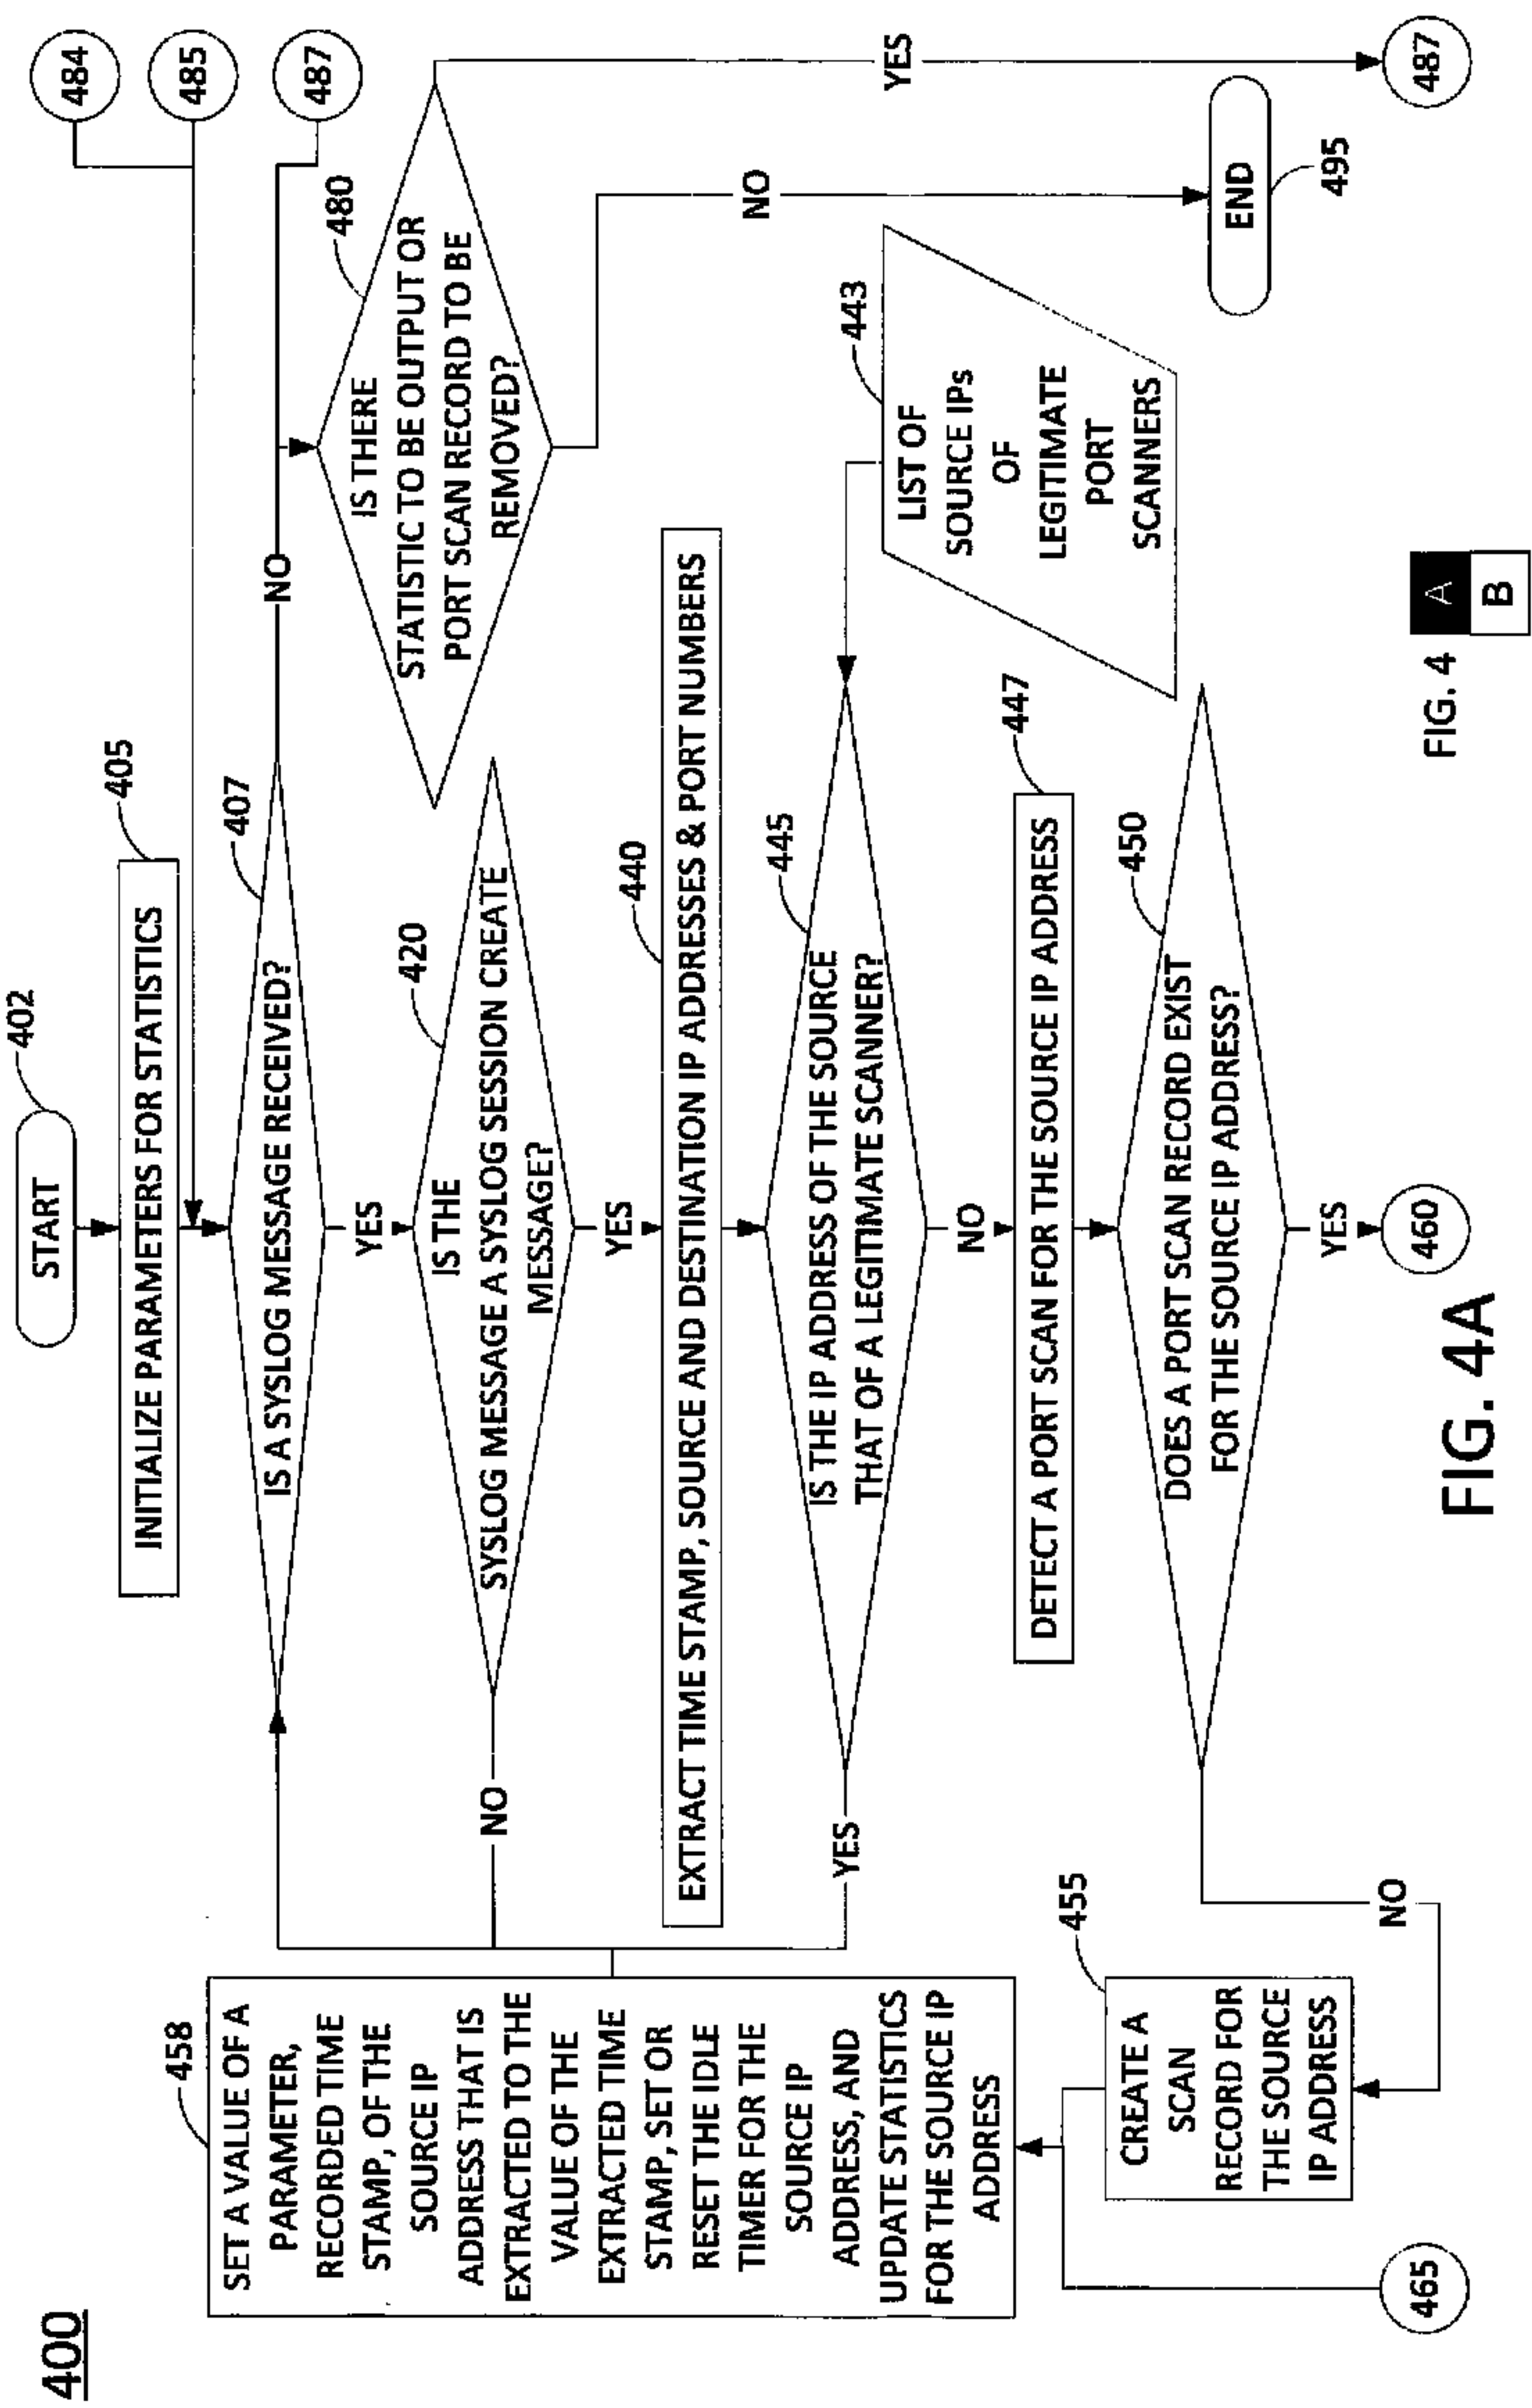 400
START
402
INITIALIZE PARAMETERS FOR STATISTICS
405
484
485
487
IS A SYSLOG MESSAGE RECEIVED?
407
NO
YES
IS THE
SYSLOG MESSAGE A SYSLOG SESSION CREATE
MESSAGE?
420
NO
YES
IS THERE
STATISTIC TO BE OUTPUT OR
PORT SCAN RECORD TO BE
REMOVED?
480
YES
487
NO
END
495
EXTRACT TIME STAMP, SOURCE AND DESTINATION IP ADDRESSES & PORT NUMBERS
440
IS THE IP ADDRESS OF THE SOURCE
THAT OF A LEGITIMATE SCANNER?
445
YES
NO
LIST OF
SOURCE IPs
OF
LEGITIMATE
PORT
SCANNERS
443
DETECT A PORT SCAN FOR THE SOURCE IP ADDRESS
447
DOES A PORT SCAN RECORD EXIST
FOR THE SOURCE IP ADDRESS?
450
NO
YES
460
SET A VALUE OF A
PARAMETER,
RECORDED TIME
STAMP, OF THE
SOURCE IP
ADDRESS THAT IS
EXTRACTED TO THE
VALUE OF THE
EXTRACTED TIME
STAMP, SET OR
RESET THE IDLE
TIMER FOR THE
SOURCE IP
ADDRESS, AND
UPDATE STATISTICS
FOR THE SOURCE IP
ADDRESS
458
CREATE A
SCAN
RECORD FOR
THE SOURCE
IP ADDRESS
455
465
FIG. 4A
FIG. 4
A
B